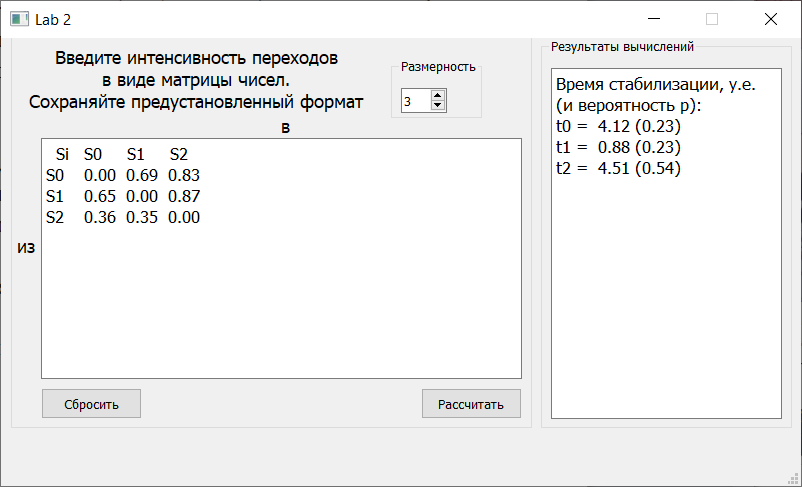 Lab 2
Введите интенсивность переходов
в виде матрицы чисел.
Сохраняйте предустановленный формат
Размерность
3
в
из
Si S0 S1 S2
S0 0.00 0.69 0.83
S1 0.65 0.00 0.87
S2 0.36 0.35 0.00
Сбросить
Рассчитать
Результаты вычислений
Время стабилизации, у.е.
(и вероятность p):
t0 = 4.12 (0.23)
t1 = 0.88 (0.23)
t2 = 4.51 (0.54)